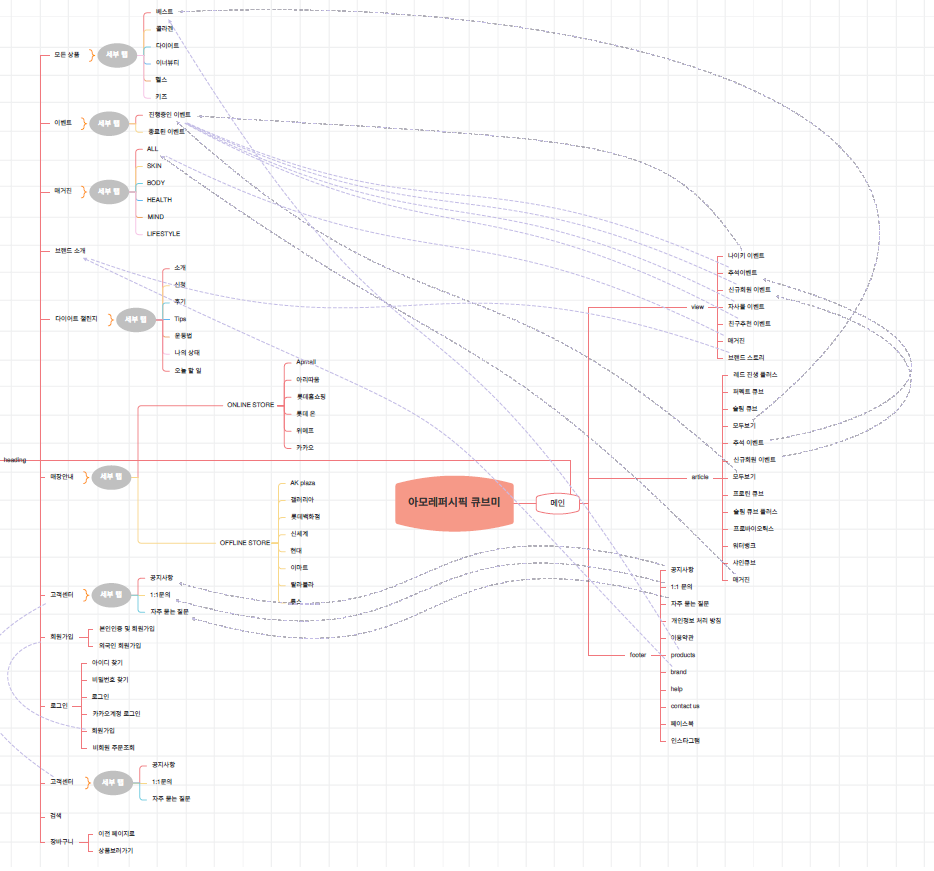 모든 상품
세부 탭
베스트
콜라겐
다이어트
이너뷰티
헬스
키즈
이벤트
세부 탭
진행중인 이벤트
종료된 이벤트
매거진
세부 탭
ALL
SKIN
BODY
HEALTH
MIND
LIFESTYLE
브랜드 소개
다이어트 챌린지
세부 탭
소개
신청
후기
Tips
운동법
나의 상태
오늘 할 일
heading
매장안내
세부 탭
ONLINE STORE
Apmall
아리따움
롯데홈쇼핑
롯데 온
위메프
카카오
OFFLINE STORE
AK plaza
갤러리아
롯데백화점
신세계
현대
이마트
랄라블라
롭스
고객센터
세부 탭
공지사항
1:1문의
자주 묻는 질문
회원가입
본인인증 및 회원가입
외국인 회원가입
로그인
아이디 찾기
비밀번호 찾기
로그인
카카오계정 로그인
회원가입
비회원 주문조회
고객센터
세부 탭
공지사항
1:1문의
자주 묻는 질문
검색
장바구니
이전 페이지로
상품보러가기
아모레퍼시픽 큐브미
메인
view
나이키 이벤트
추석이벤트
신규회원 이벤트
자사몰 이벤트
친구추천 이벤트
매거진
브랜드 스토리
article
레드 진생 플러스
퍼펙트 큐브
슬림 큐브
모두보기
추석 이벤트
신규회원 이벤트
모두보기
프로틴 큐브
슬림 큐브 플러스
프로바이오틱스
워터뱅크
샤인큐브
매거진
footer
공지사항
1:1 문의
자주 묻는 질문
개인정보 처리 방침
이용약관
products
brand
help
contact us
페이스북
인스타그램